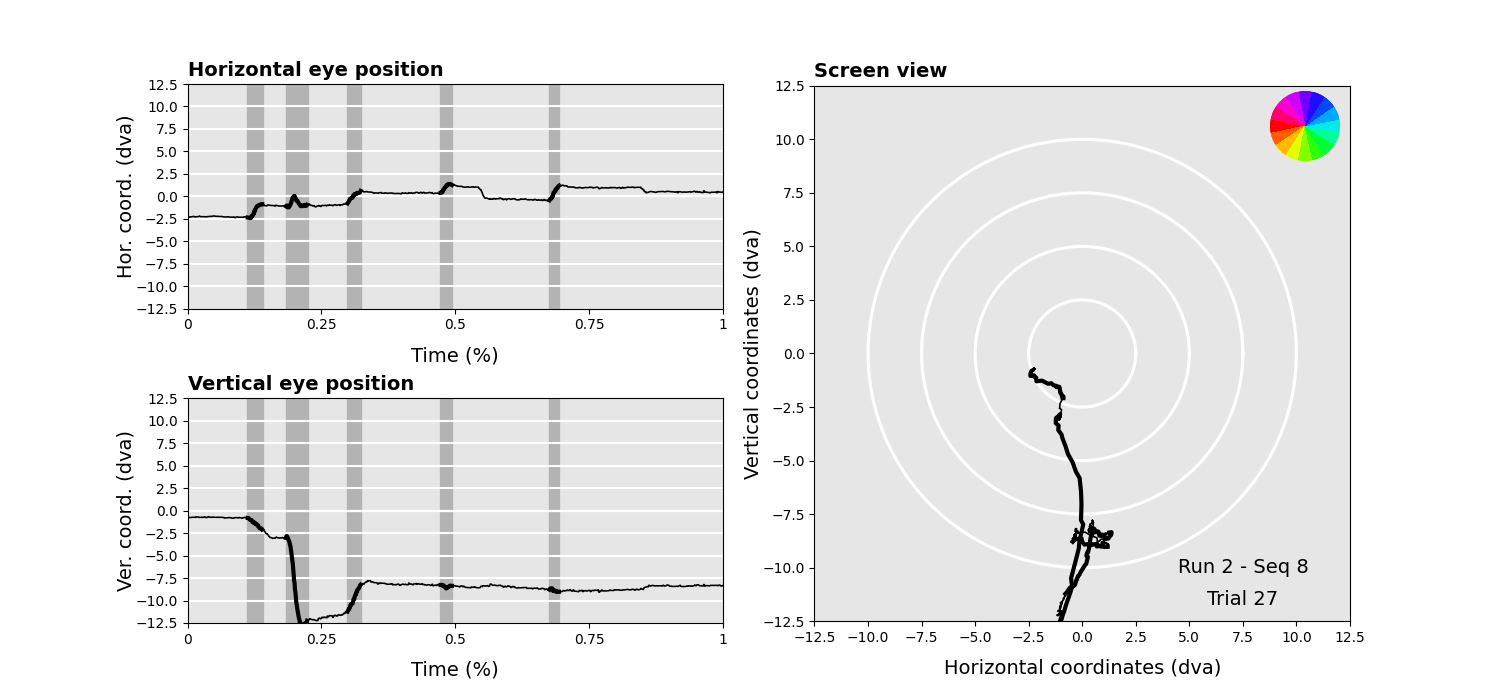 Horizontal eye position
Hor. coord. (dva)
12.5
10.0
7.5
5.0
2.5
0.0
−2.5
−5.0
−7.5
−10.0
−12.5
0 0.25 0.5 0.75 1
Time (%)
Vertical eye position
Ver. coord. (dva)
12.5
10.0
7.5
5.0
2.5
0.0
−2.5
−5.0
−7.5
−10.0
−12.5
0 0.25 0.5 0.75 1
Time (%)
Screen view
Vertical coordinates (dva)
12.5
10.0
7.5
5.0
2.5
0.0
−2.5
−5.0
−7.5
−10.0
−12.5
Run 2 - Seq 8
Trial 27
−12.5 −10.0 −7.5 −5.0 −2.5 0.0 2.5 5.0 7.5 10.0 12.5
Horizontal coordinates (dva)